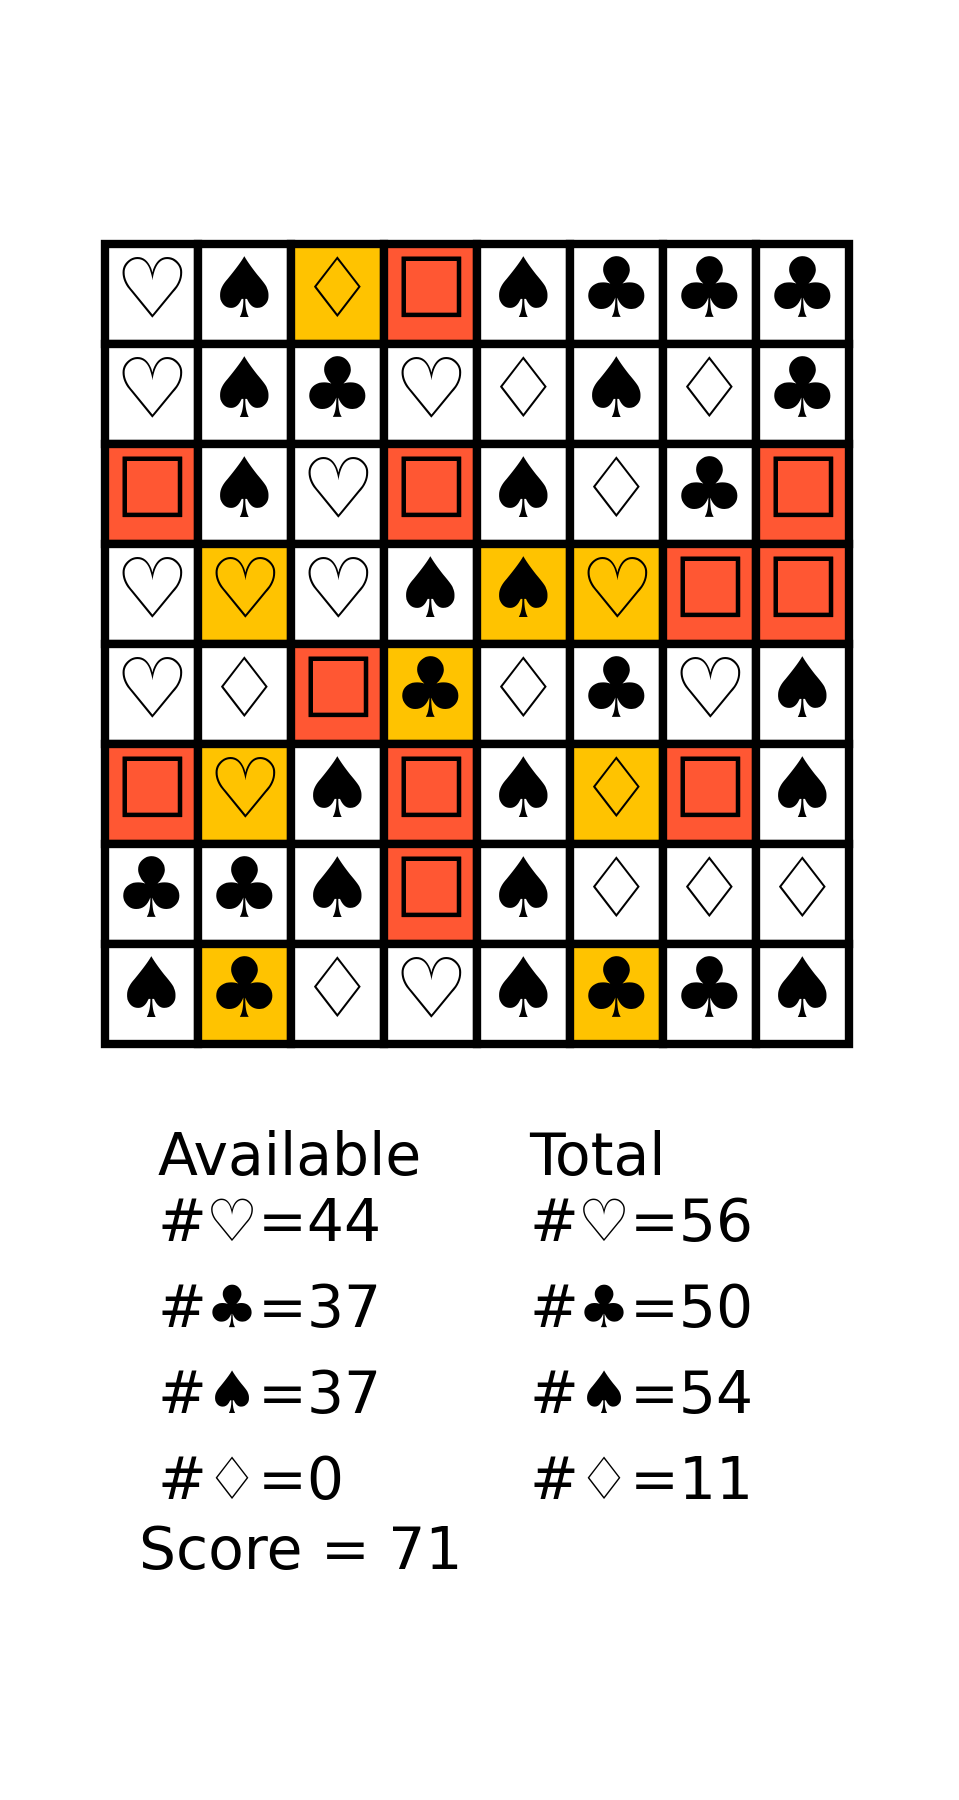 ♡ ♠ ♢ □ ♠ ♣ ♣ ♣
♡ ♠ ♣ ♡ ♢ ♠ ♢ ♣
□ ♠ ♡ □ ♠ ♢ ♣ □
♡ ♡ ♡ ♠ ♠ ♡ □ □
♡ ♢ □ ♣ ♢ ♣ ♡ ♠
□ ♡ ♠ □ ♠ ♢ □ ♠
♣ ♣ ♠ □ ♠ ♢ ♢ ♢
♠ ♣ ♢ ♡ ♠ ♣ ♣ ♠
Available Total
#♡=44 #♡=56
#♣=37 #♣=50
#♠=37 #♠=54
#♢=0 #♢=11
Score = 71